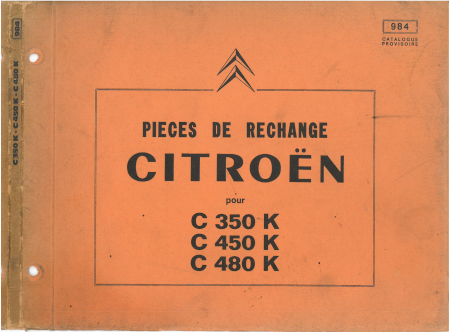 984
CATALOGUE
PROVISOIRE
PIECES DE RECHANGE
CITROËN
pour
C 350 K
C 450 K
C 480 K
984
C 350 K - C 450 K - C 480 K